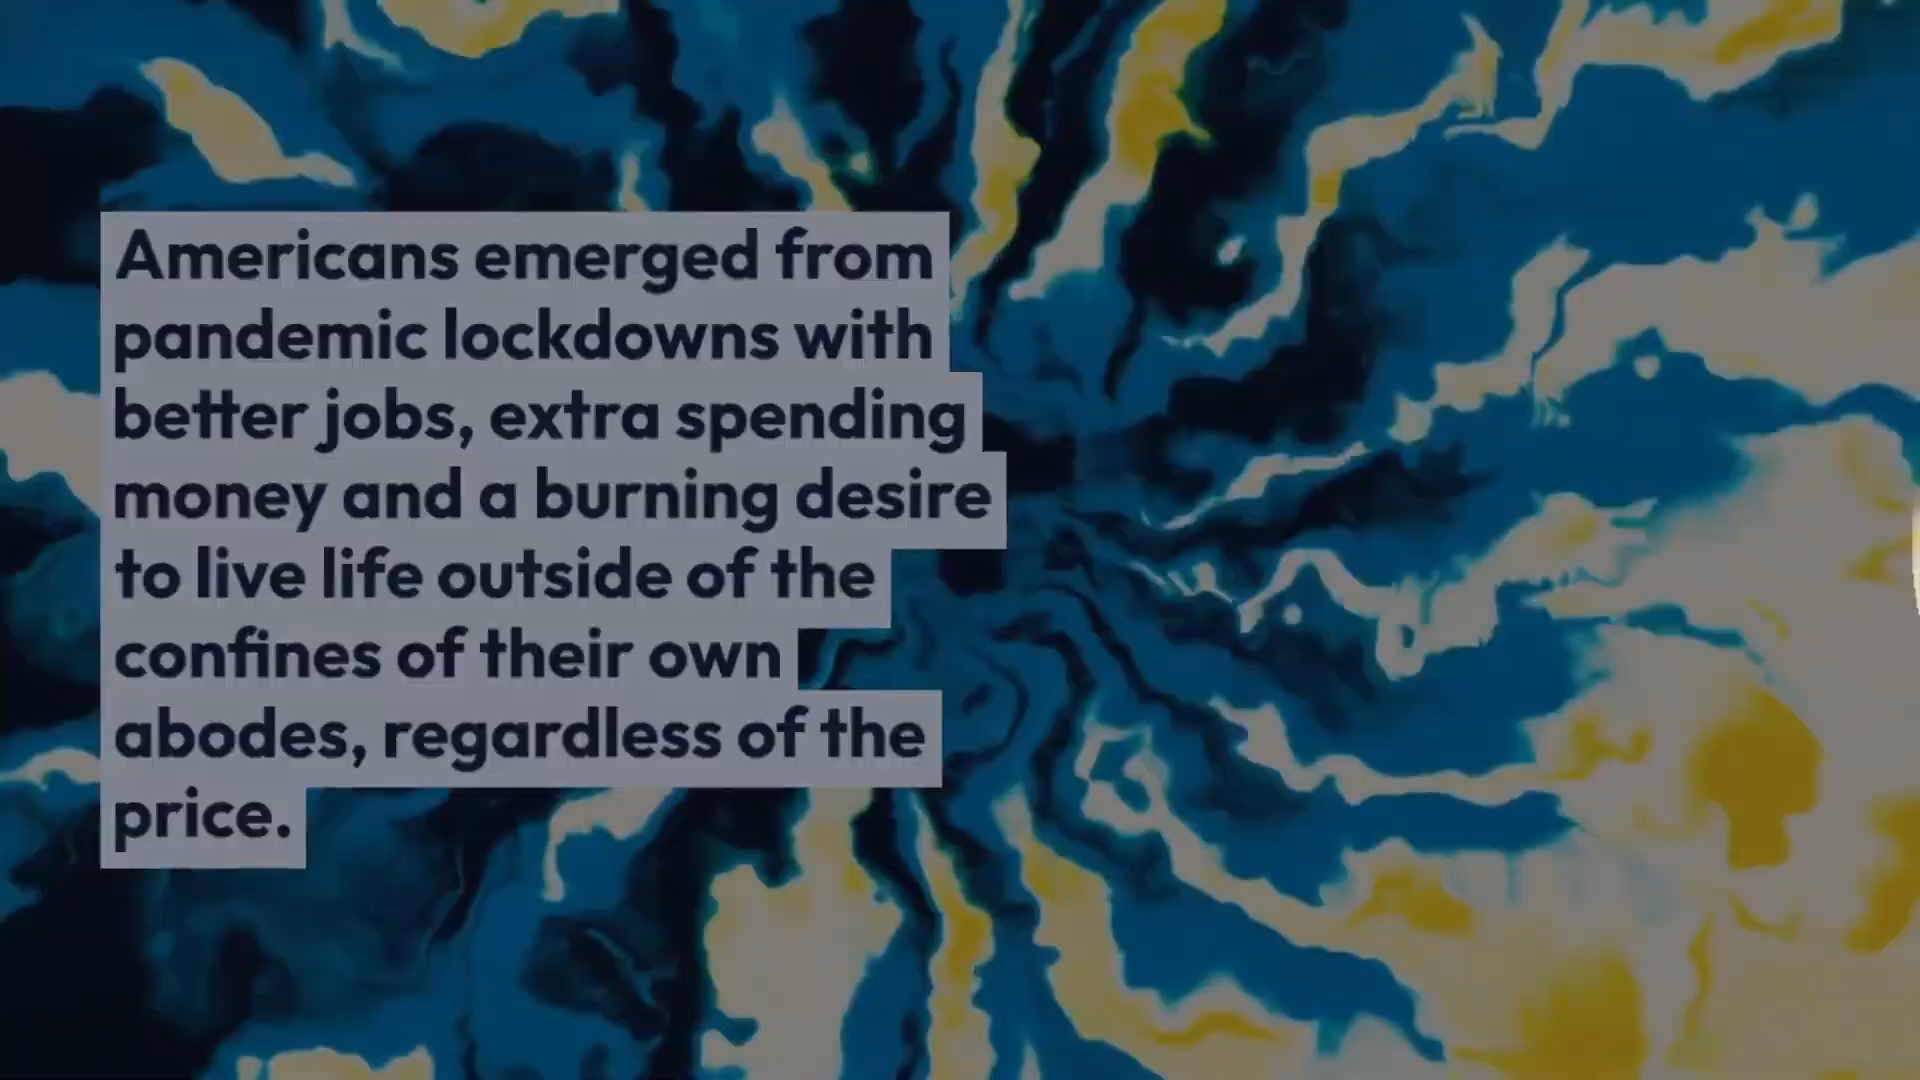 Americans emerged from
pandemic lockdowns with
better jobs, extra spending
money and a burning desire
to live life outside of the
confines of their own
abodes, regardless of the
price.